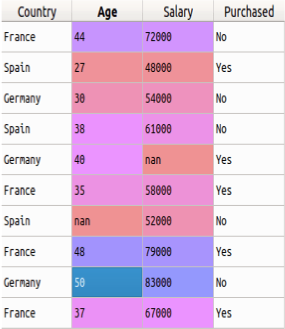 Country Age Salary Purchased
France 44 72000 No
Spain 27 48000 Yes
Germany 30 54000 No
Spain 38 61000 No
Germany 40 nan Yes
France 35 58000 Yes
Spain nan 52000 No
France 48 79000 Yes
Germany 50 83000 No
France 37 67000 Yes